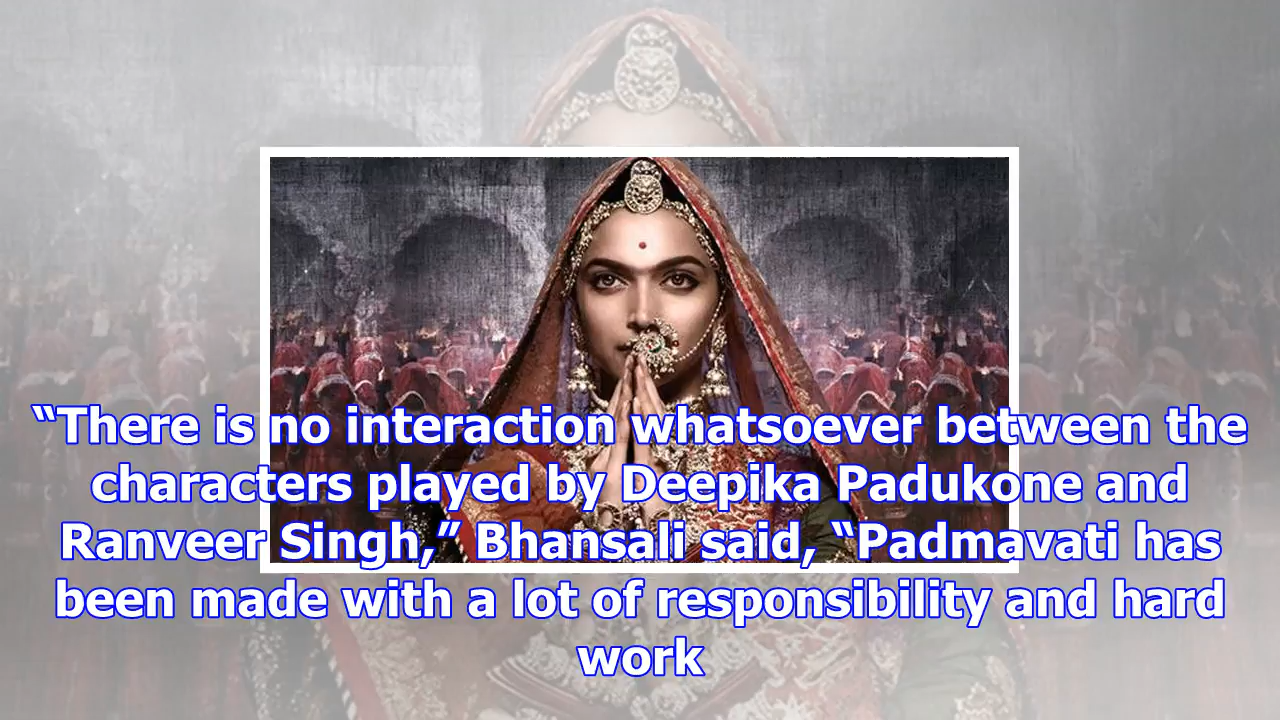 “There is no interaction whatsoever between the
characters played by Deepika Padukone and
Ranveer Singh,” Bhansali said, “Padmavati has
been made with a lot of responsibility and hard
work